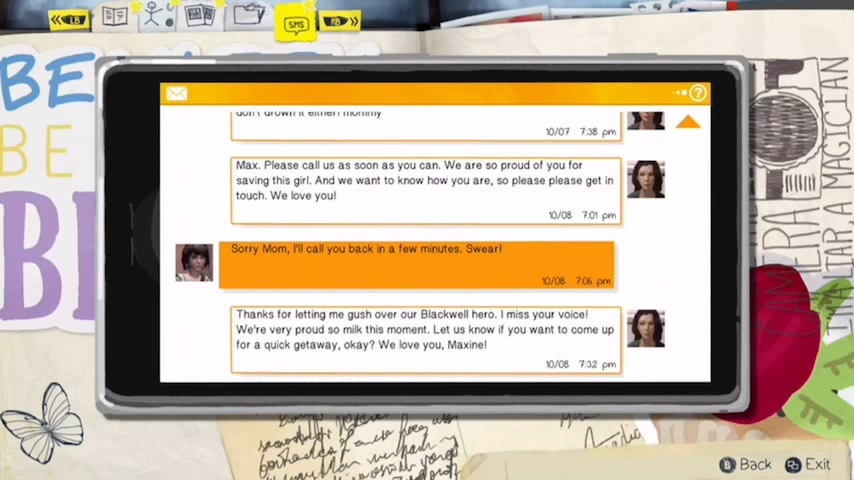 LB
SMS
RB
don't drown it either! mommy
10/07 7:38 pm
?
Max. Please call us as soon as you can. We are so proud of you for
saving this girl. And we want to know how you are, so please please get in
touch. We love you!
10/08 7:01 pm
Sorry Mom, I'll call you back in a few minutes. Swear!
10/08 7:06 pm
Thanks for letting me gush over our Blackwell hero. I miss your voice!
We're very proud so milk this moment. Let us know if you want to come up
for a quick getaway, okay? We love you, Maxine!
10/08 7:32 pm
BE
BE
CAMERA
A MAGICIAN
B Back
Exit